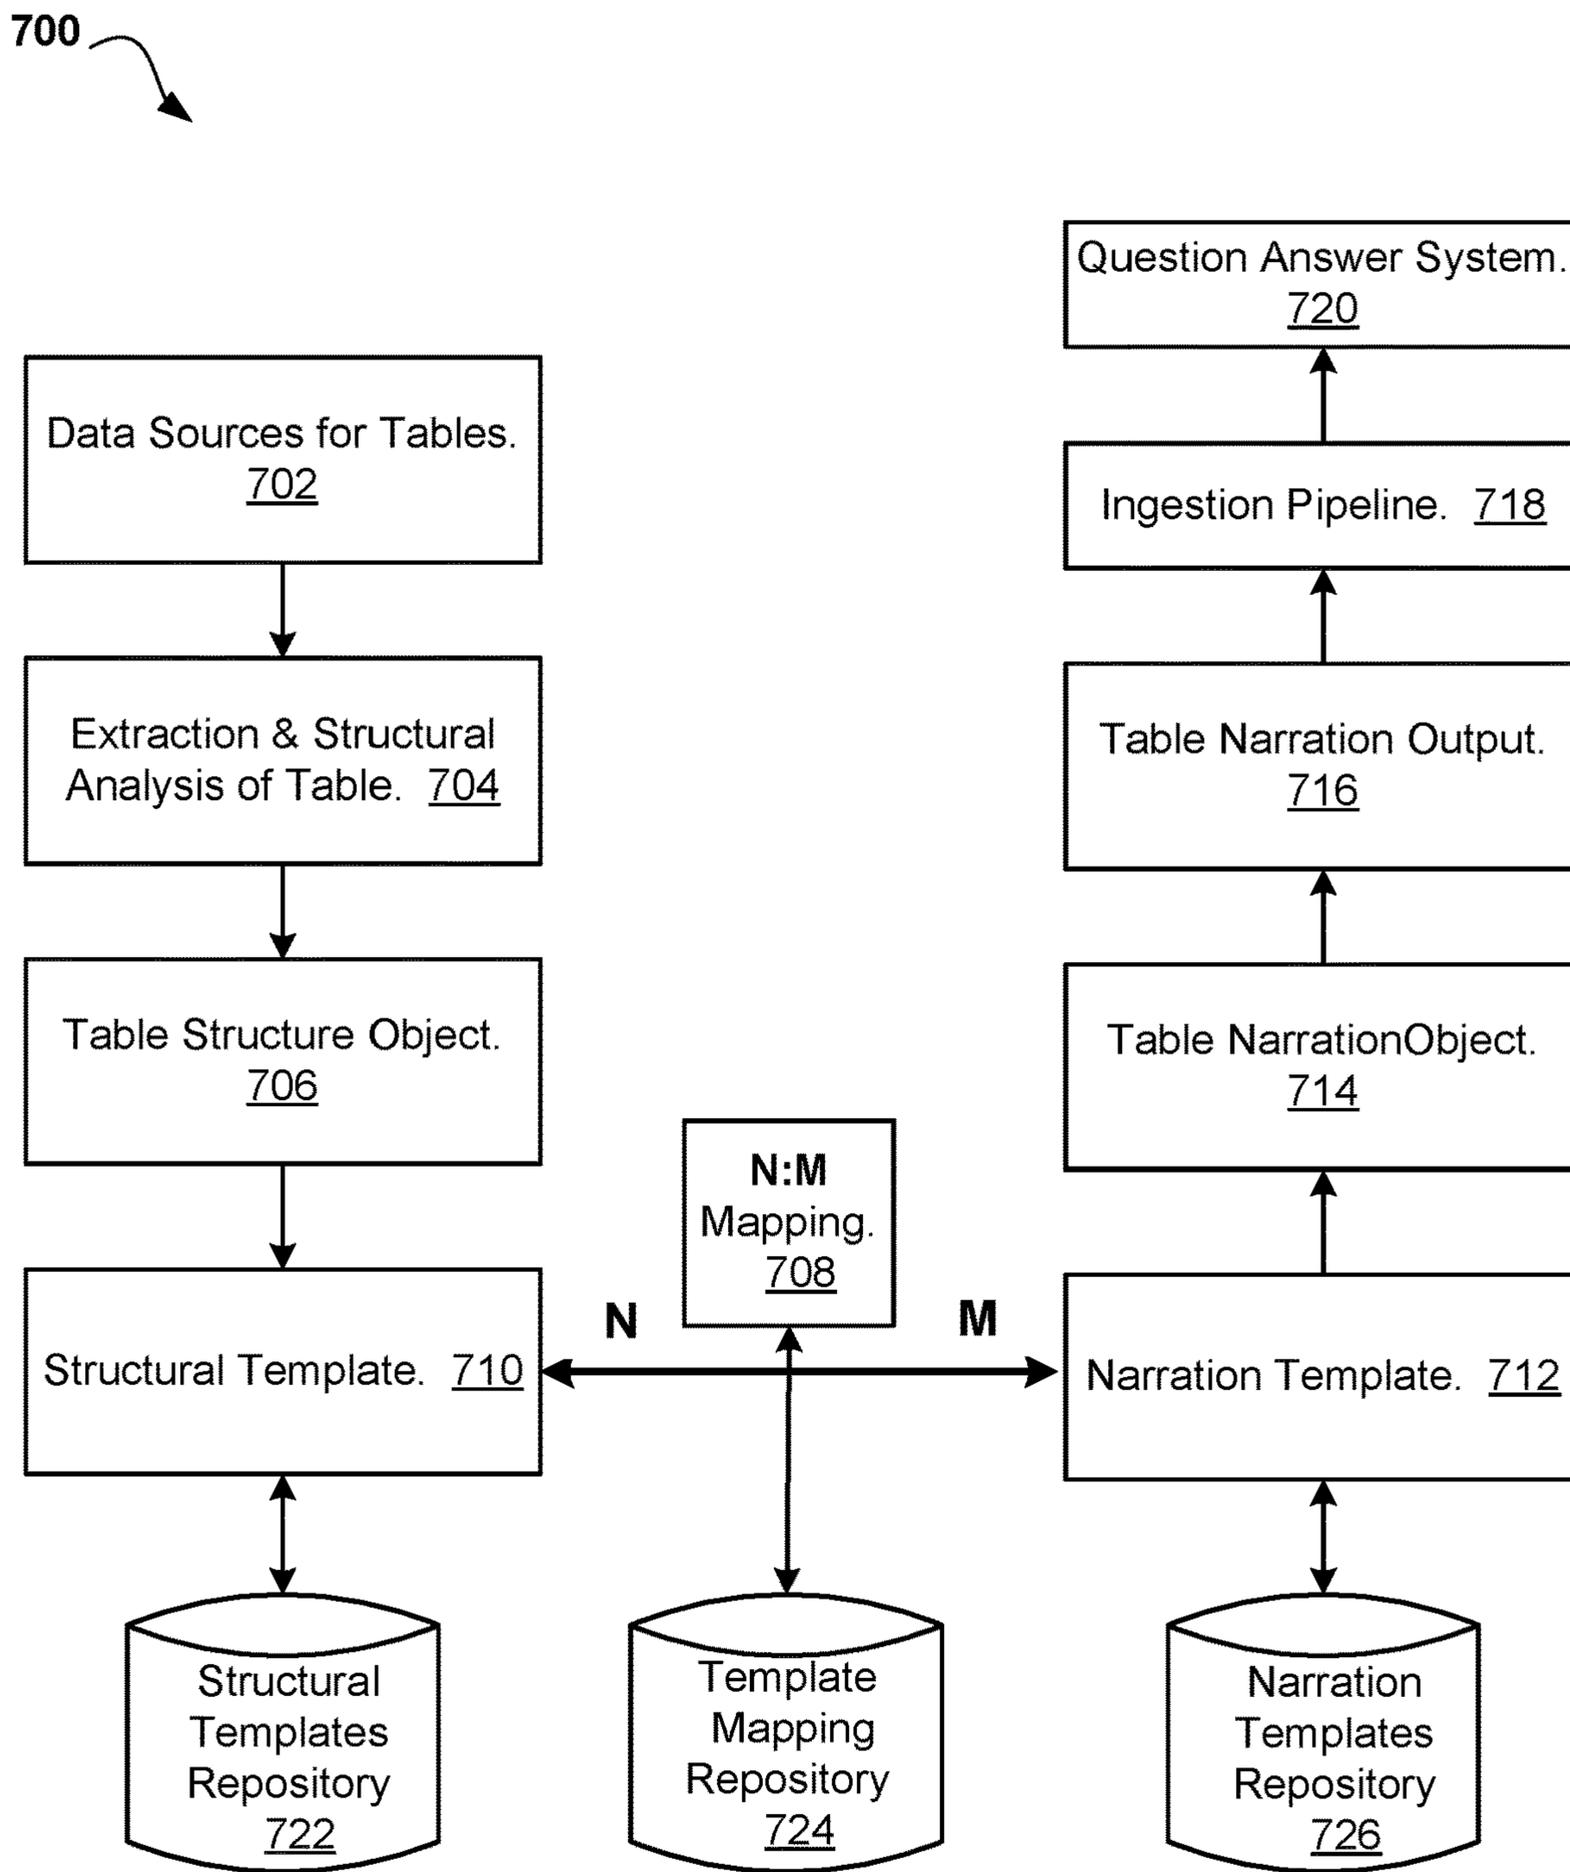 700
Question Answer System.
720
Data Sources for Tables.
702
Ingestion Pipeline. 718
Extraction & Structural
Analysis of Table. 704
Table Narration Output.
716
Table Structure Object.
706
Table NarrationObject.
714
N:M
Mapping.
708
N
M
Structural Template. 710
Narration Template. 712
Structural
Templates
Repository
722
Template
Mapping
Repository
724
Narration
Templates
Repository
726